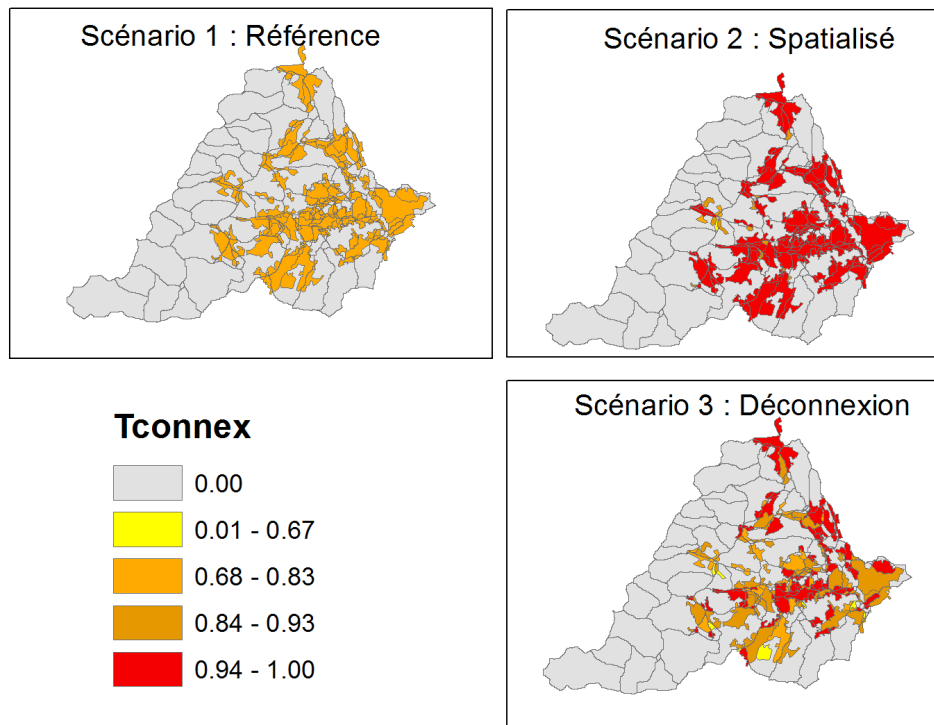 Scénario 1 : Référence
Scénario 2 : Spatialisé
Scénario 3 : Déconnexion
Tconnex
0.00
0.01 - 0.67
0.68 - 0.83
0.84 - 0.93
0.94 - 1.00